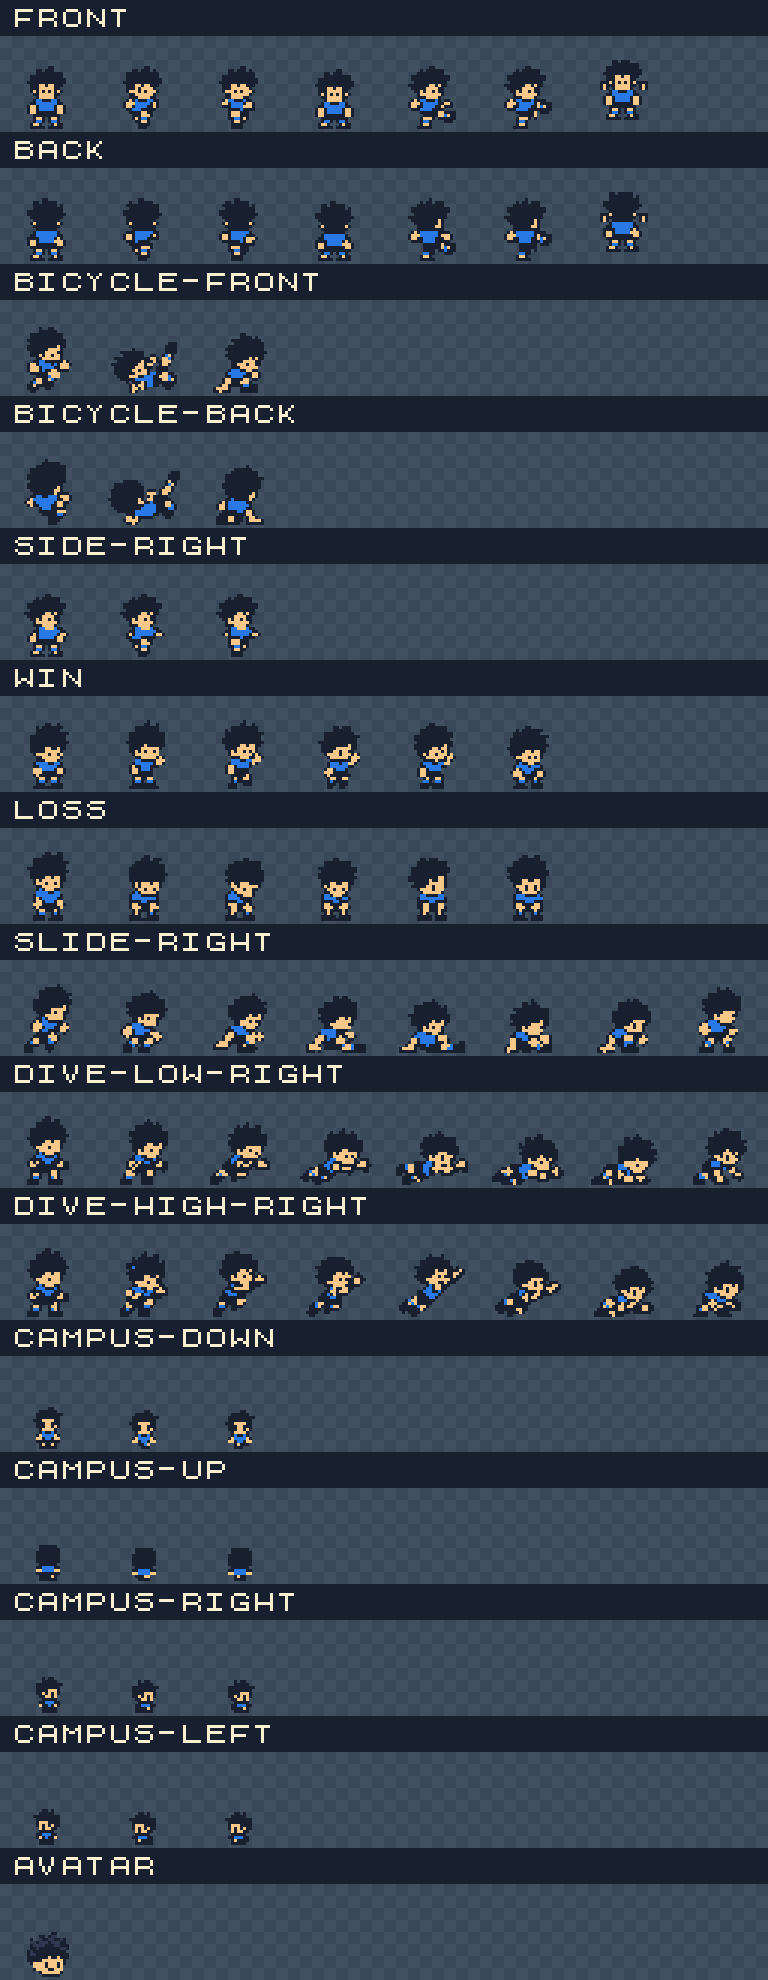 FRONT
BACK
BICYCLE-FRONT
BICYCLE-BACK
SIDE-RIGHT
WIN
LOSS
SLIDE-RIGHT
DIVE-LOW-RIGHT
DIVE-HIGH-RIGHT
CAMPUS-DOWN
CAMPUS-UP
CAMPUS-RIGHT
CAMPUS-LEFT
AVATAR